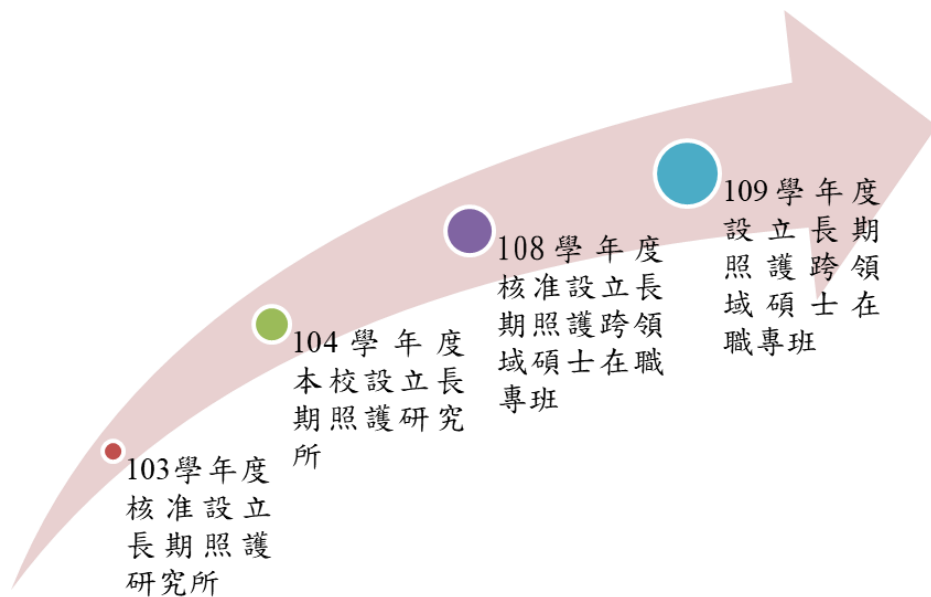 103學年度
核准設立
長期照護
研究所
104學年度
本校設立長
期照護研究
所
108學年度
核准設立長
期照護跨領
域碩士在職
專班
109學年度
設立長期
照護跨領
域碩士在
職專班